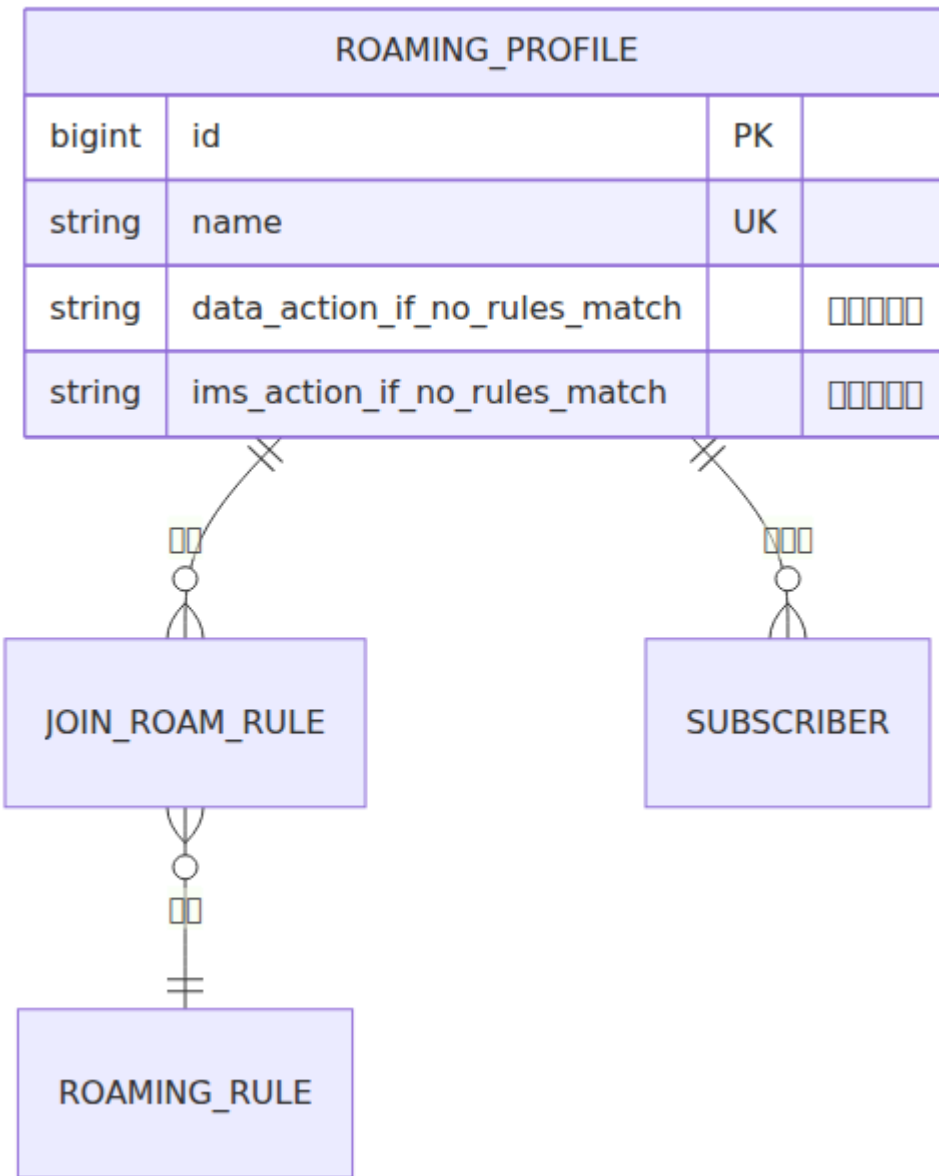 ROAMING_PROFILE
bigint id PK
string name UK
string data_action_if_no_rules_match
string ims_action_if_no_rules_match
JOIN_ROAM_RULE
SUBSCRIBER
ROAMING_RULE